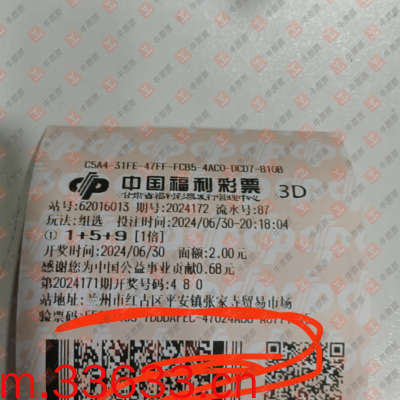 C5A4-31FE-47FF-FCB5-4AC0-DCD7-B10B
中国福利彩票 3D
站号:62016013 期号:2024172 流水号:87
玩法:组选 投注时间:2024/06/30-20:18:04
① 1+5+9 [1倍]
开奖时间:2024/06/30 面额:2.00元
感谢您为中国公益事业贡献0.68元
第2024171期开奖号码:4 8 0
站地址:兰州市红古区平安镇张家寺贸易市场
验票码:
m.33633.cn